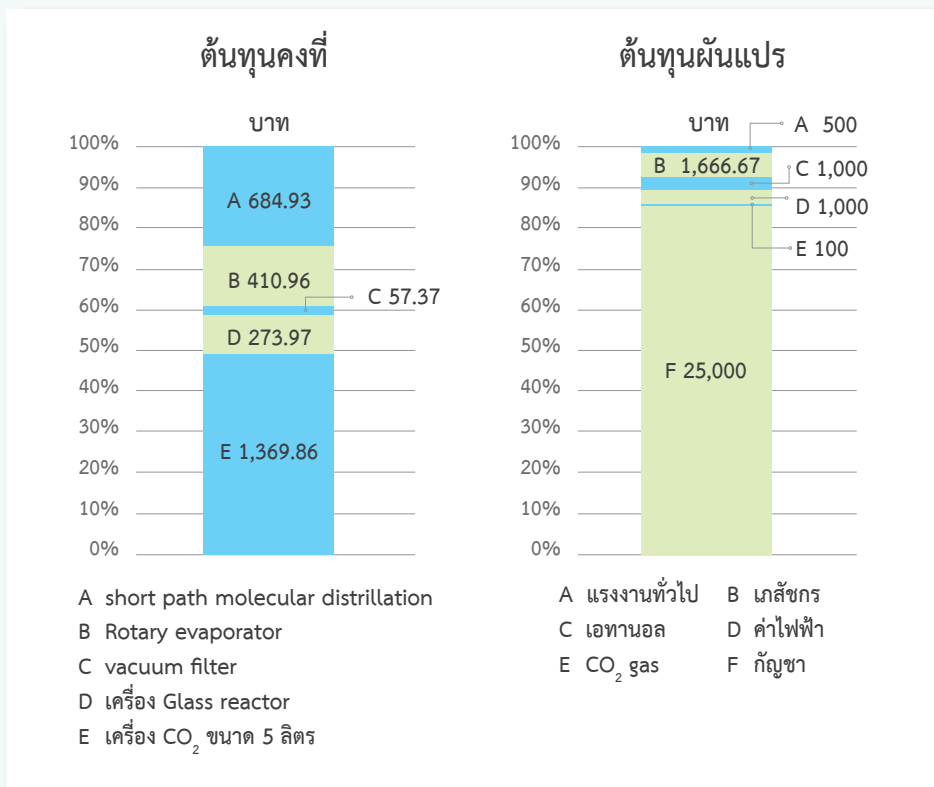 ต้นทุนคงที่
บาท
100%
90%
80%
70%
60%
50%
40%
30%
20%
10%
0%
A 684.93
B 410.96
C 57.37
D 273.97
E 1,369.86
A short path molecular distrillation
B Rotary evaporator
C vacuum filter
D เครื่อง Glass reactor
E เครื่อง CO₂ ขนาด 5 ลิตร
ต้นทุนผันแปร
บาท
100%
90%
80%
70%
60%
50%
40%
30%
20%
10%
0%
A 500
B 1,666.67
C 1,000
D 1,000
E 100
F 25,000
A แรงงานทั่วไป B เภสัชกร
C เอทานอล D ค่าไฟฟ้า
E CO₂ gas F กัญชา